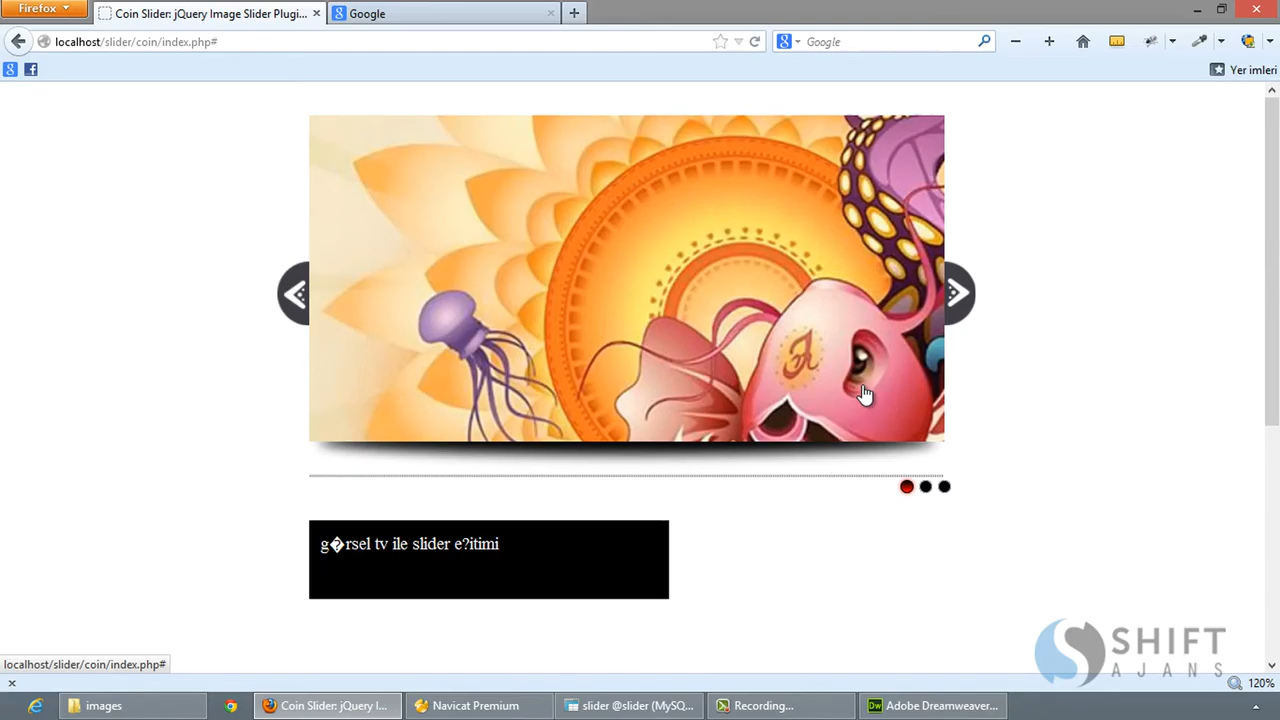 Firefox
Coin Slider: jQuery Image Slider Plugi...
Google
localhost/slider/coin/index.php#
Google
Yer imleri
g�rsel tv ile slider e?itimi
SHIFT
AJANS
localhost/slider/coin/index.php#
120%
images
Coin Slider: jQuery I...
Navicat Premium
slider @slider (MySQ...
Recording...
Adobe Dreamweaver...